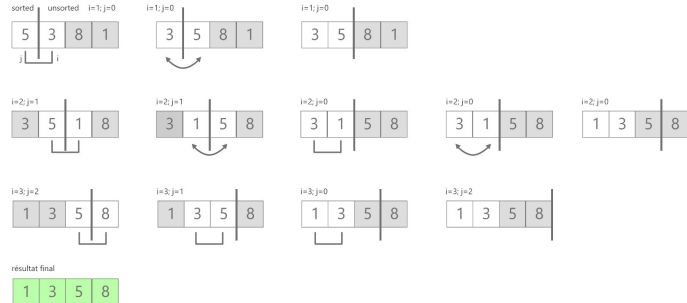 sorted unsorted i=1; j=0
5 3 8 1
j i
i=1; j=0
3 5 8 1
i=1; j=0
3 5 8 1
i=2; j=1
3 5 1 8
i=2; j=1
3 1 5 8
i=2; j=0
3 1 5 8
i=2; j=0
3 1 5 8
i=2; j=0
1 3 5 8
i=3; j=2
1 3 5 8
i=3; j=1
1 3 5 8
i=3; j=0
1 3 5 8
i=3; j=2
1 3 5 8
résultat final
1 3 5 8